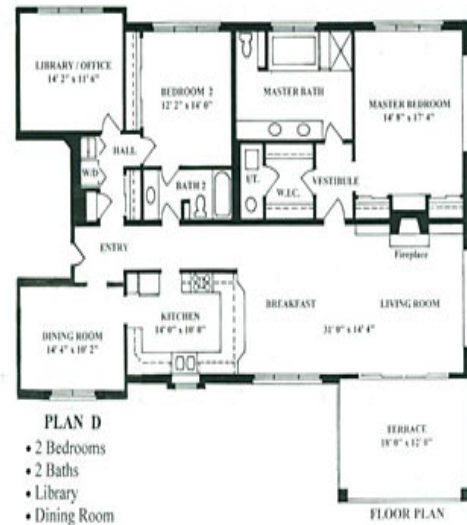 LIBRARY / OFFICE
14' 2" x 11' 6"
BEDROOM 2
12' 2" x 14' 0"
MASTER BATH
MASTER BEDROOM
14' 8" x 17' 4"
HALL
W/D
BATH 2
UT.
W.I.C.
VESTIBULE
ENTRY
Fireplace
KITCHEN
14' 0" x 10' 8"
BREAKFAST
LIVING ROOM
31' 0" x 14' 4"
DINING ROOM
14' 4" x 10' 2"
TERRACE
PLAN D
• 2 Bedrooms
• 2 Baths
• Library
• Dining Room
FLOOR PLAN